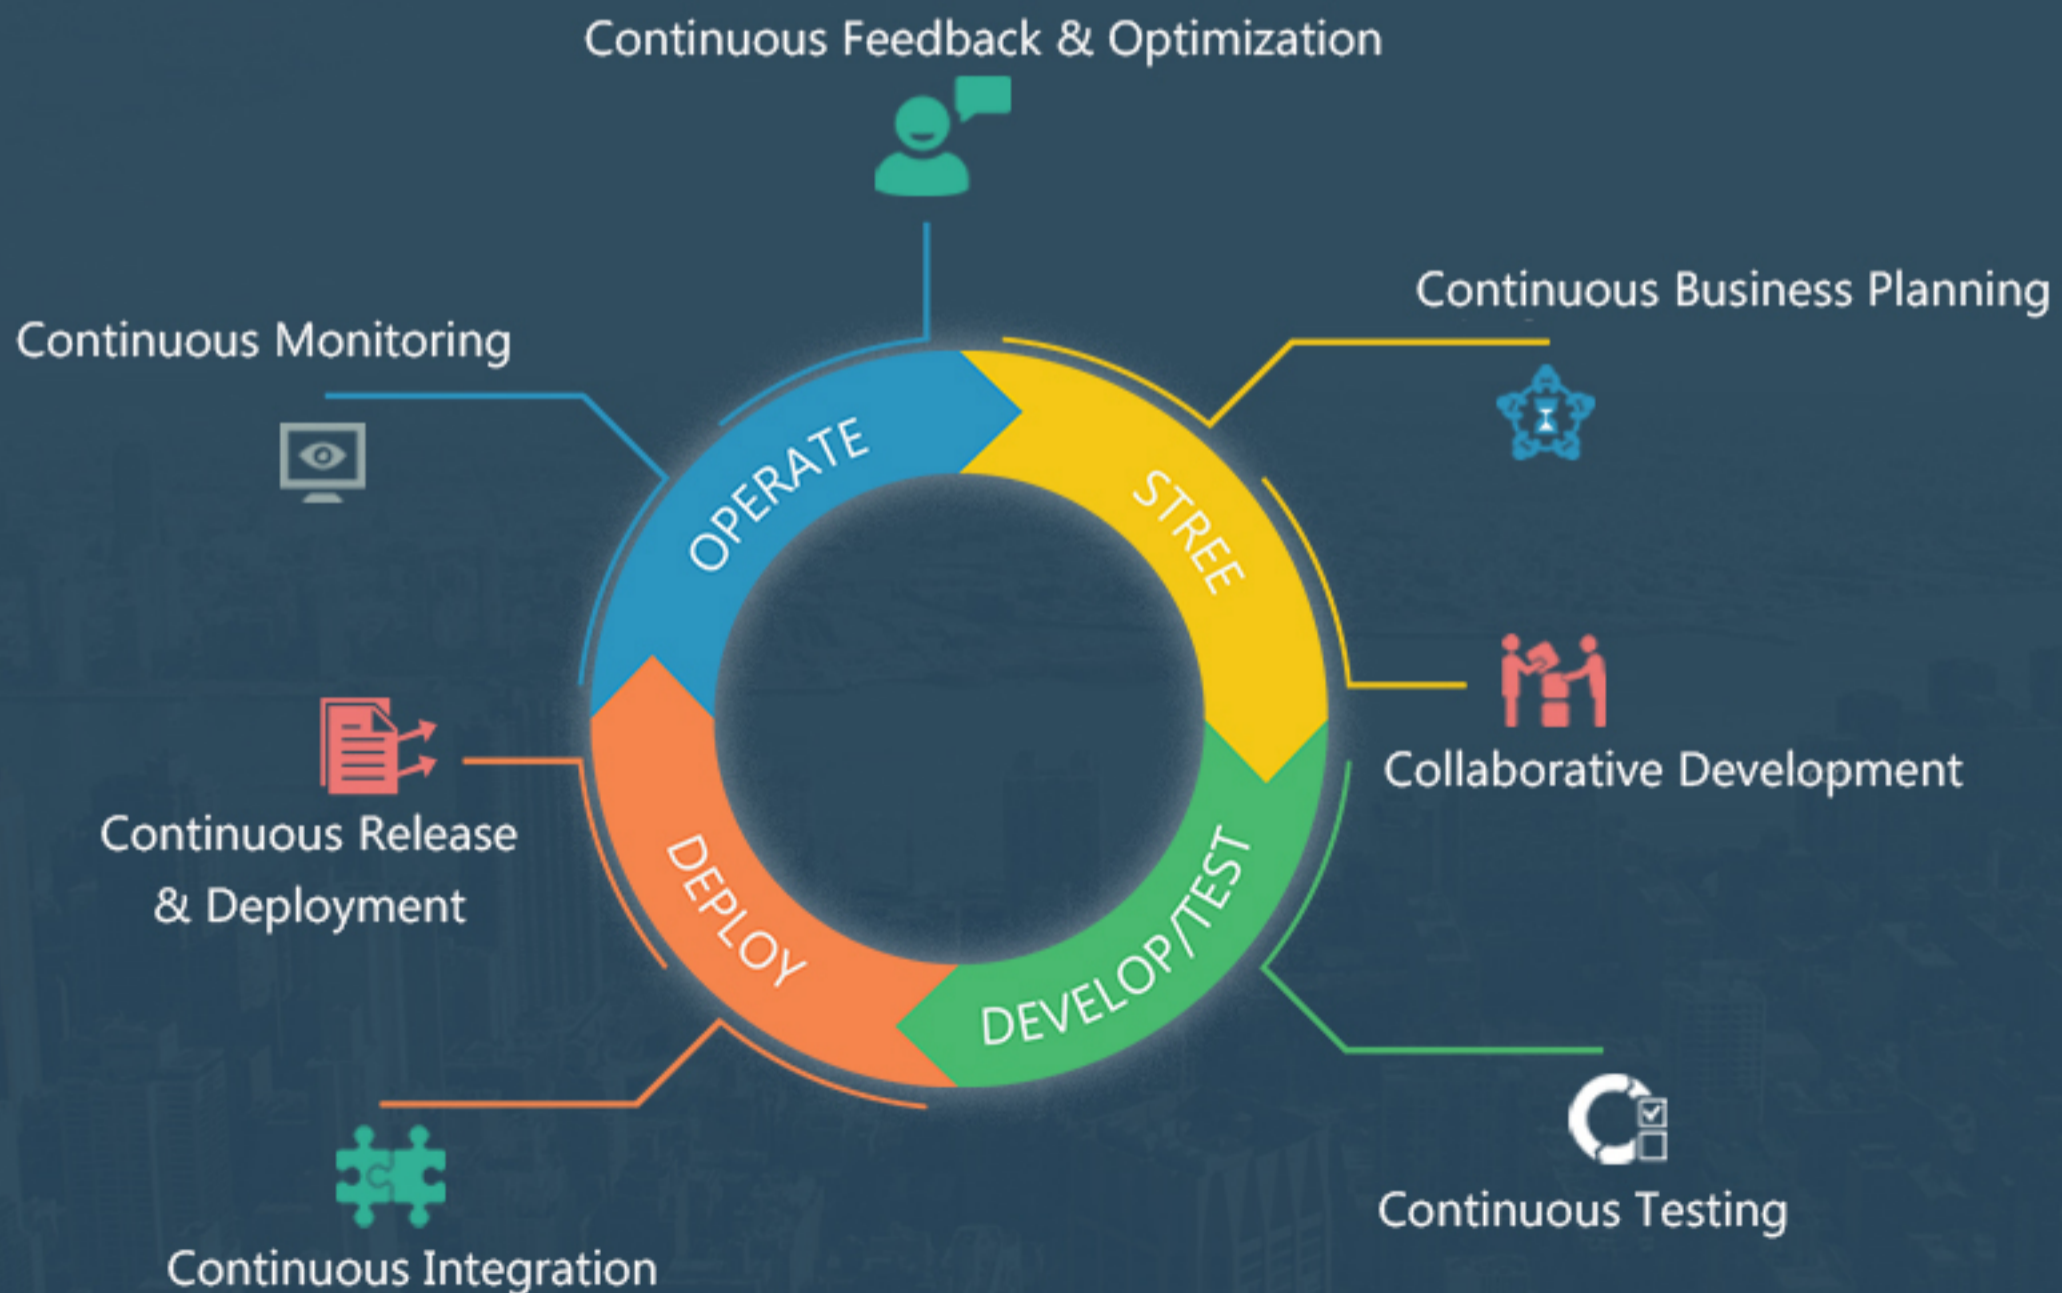 Continuous Feedback & Optimization
Continuous Business Planning
Continuous Monitoring
OPERATE
STREE
Collaborative Development
Continuous Release
& Deployment
DEPLOY
DEVELOP/TEST
Continuous Testing
Continuous Integration